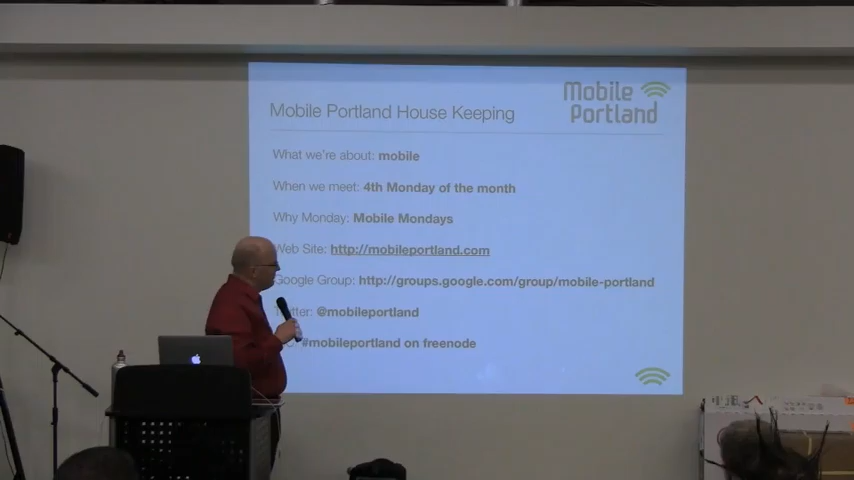 Mobile
Portland
Mobile Portland House Keeping
What we're about: mobile
When we meet: 4th Monday of the month
Why Monday: Mobile Mondays
Web Site: http://mobileportland.com
Google Group: http://groups.google.com/group/mobile-portland
@mobileportland
#mobileportland on freenode